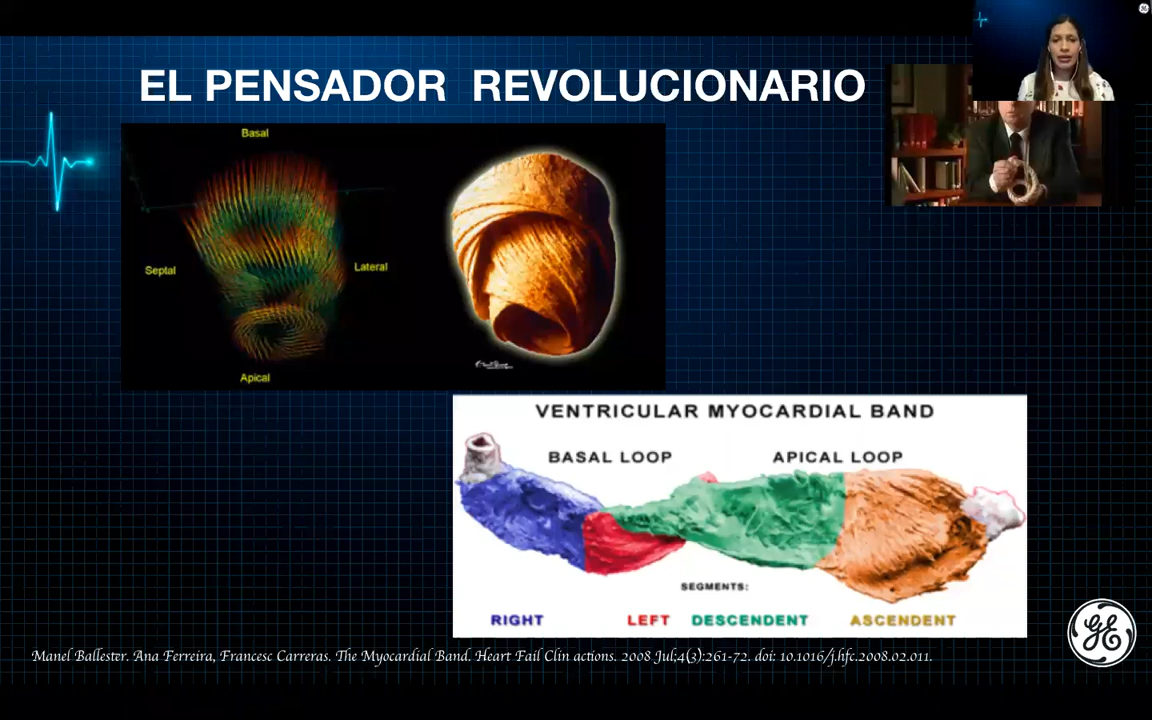 EL PENSADOR REVOLUCIONARIO
Basal
Septal
Lateral
Apical
VENTRICULAR MYOCARDIAL BAND
BASAL LOOP
APICAL LOOP
SEGMENTS:
RIGHT LEFT DESCENDENT ASCENDENT
Manel Ballester. Ana Ferreira, Francesc Carreras. The Myocardial Band. Heart Fail Clin actions. 2008 Jul;4(3):261-72. doi: 10.1016/j.hfc.2008.02.011.
GE